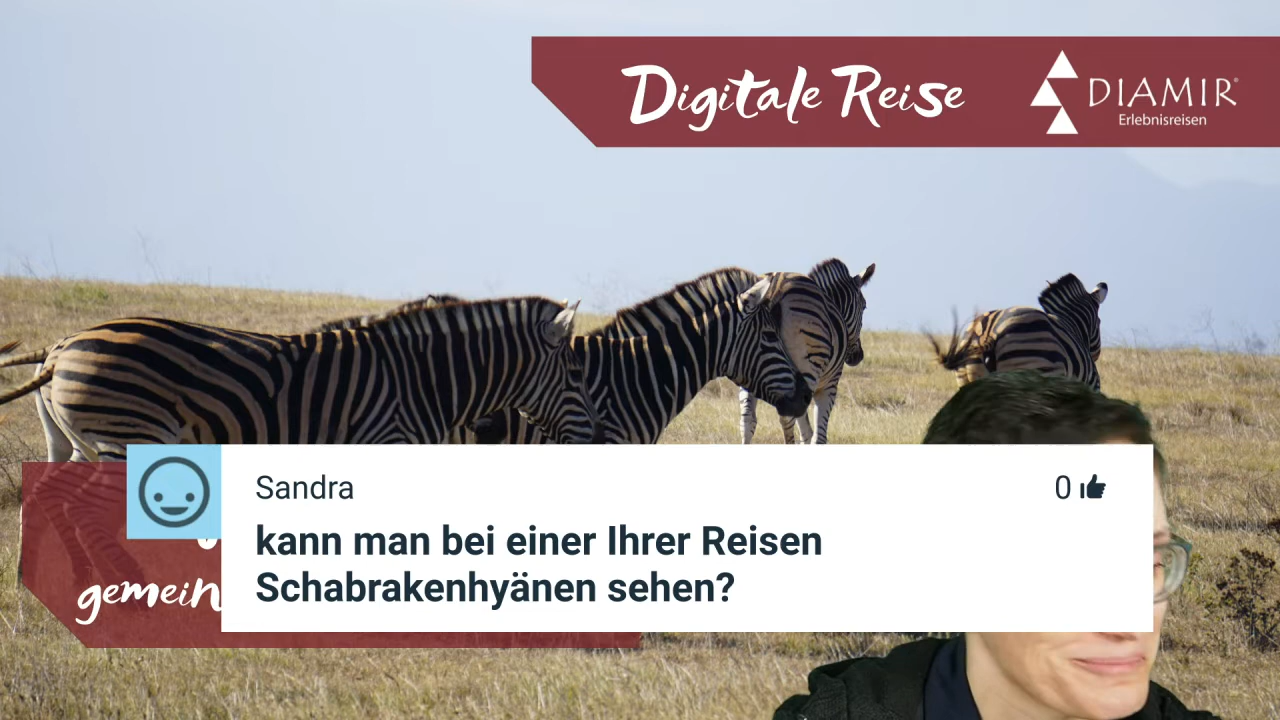 Digitale Reise
DIAMIR
Erlebnisreisen
Sandra
0
kann man bei einer Ihrer Reisen
Schabrakenhyänen sehen?
gemein